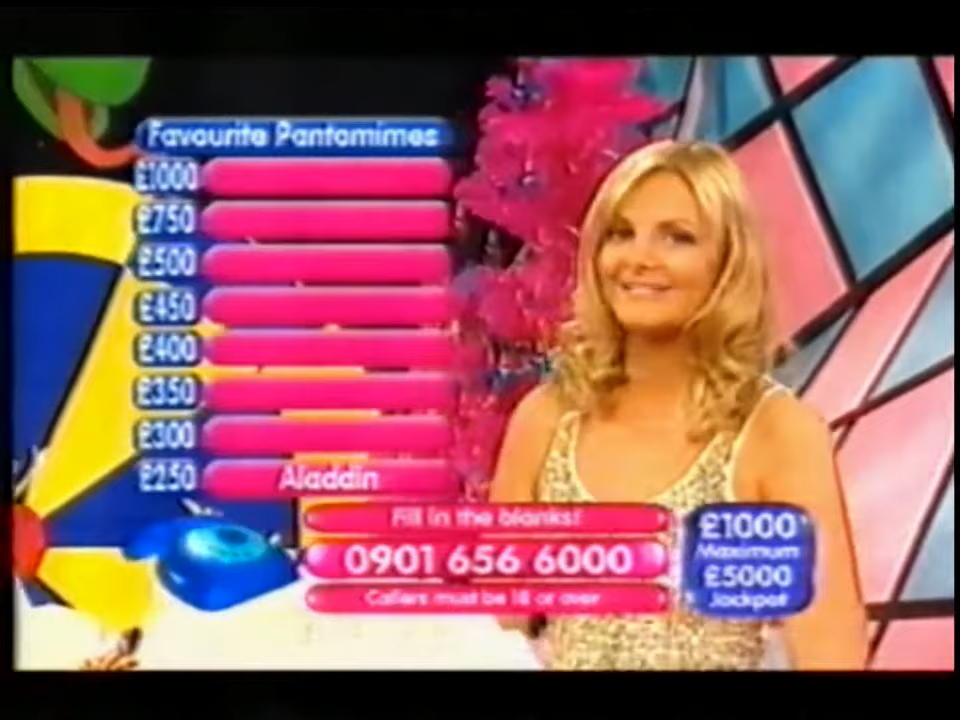 Favourite Pantomimes
£1000
£750
£500
£450
£400
£350
£300
£250 Aladdin
Fill in the blanks!
0901 656 6000
Callers must be 18 or over
£1000
Maximum
£5000
Jackpot